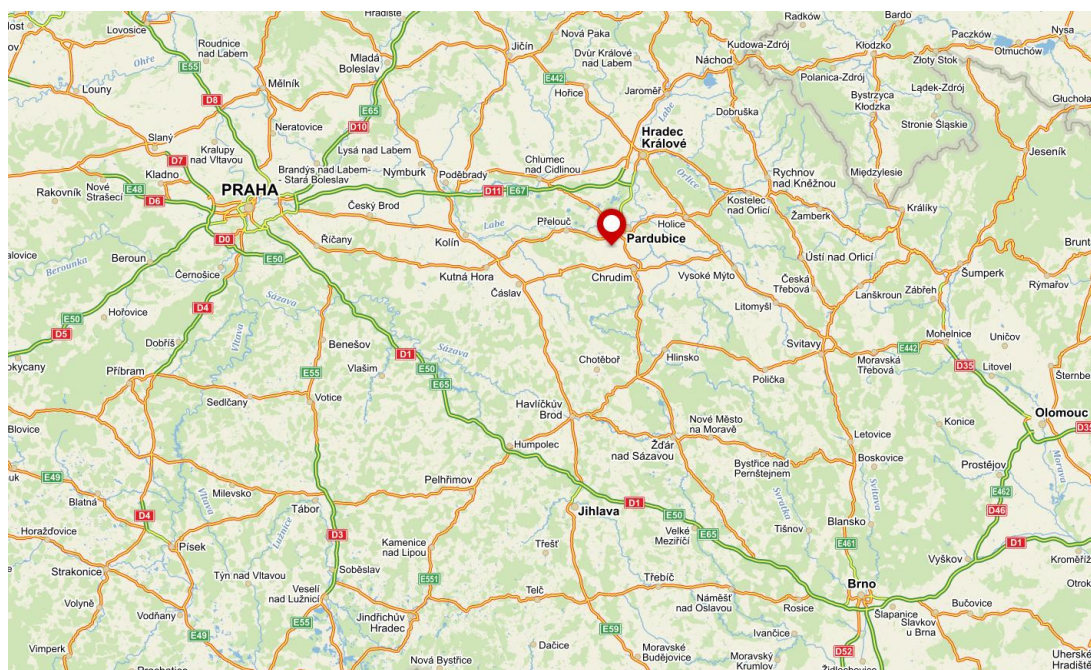 Lovosice
Hradiště
Radków
Bardo
Roudnice
nad Labem
Mladá
Boleslav
Jičín
Nová Paka
Dvůr Králové
nad Labem
Kudowa-Zdrój
Náchod
Kłodzko
Paczków
Otmuchów
Nysa
Złoty Stok
Ohře
E55
Louny
Mělník
E442
Hořice
Jaroměř
Polanica-Zdrój
Bystrzyca
Kłodzka
Lądek-Zdrój
Głuchoła
D8
E65
D10
Labe
Dobruška
Stronie Śląskie
Slaný
Kralupy
nad Vltavou
Neratovice
Lysá nad Labem
Hradec
Králové
Jeseník
D7
Kladno
Brandýs nad Labem-
- Stará Boleslav
Nymburk
Poděbrady
Chlumec
nad Cidlinou
Rychnov
nad Kněžnou
Międzylesie
Rakovník
Nové
Strašecí
E48
D6
PRAHA
D11
E67
Orlice
Kostelec
nad Orlicí
Žamberk
Králíky
Český Brod
Labe
Přelouč
Holice
D0
Říčany
Kolín
Pardubice
Ústí nad Orlicí
Beroun
Berounka
E50
Černošice
Kutná Hora
Čáslav
Chrudim
Vysoké Mýto
Česká
Třebová
Lanškroun
Zábřeh
Šumperk
Rýmařov
Sázava
D4
Hořovice
E50
D5
Vltava
Litomyšl
Mohelnice
Uničov
Dobříš
Benešov
D1
Sázava
Svitavy
E442
Moravská
Třebová
Příbram
E50
E65
Vlašim
Chotěboř
Hlinsko
Polička
D35
Litovel
Sedlčany
E55
Votice
Havlíčkův
Brod
Nové Město
na Moravě
Konice
Olomouc
D35
Blovice
Humpolec
Žďár
nad Sázavou
Letovice
Morava
E49
Milevsko
Pelhřimov
Bystřice nad
Pernštejnem
Boskovice
Prostějov
Blatná
Vltava
Tábor
D1
Svratka
Svitava
E462
D46
D4
Lužnice
D3
Jihlava
E50
Horažďovice
Písek
Kamenice
nad Lipou
Třešť
Velké
Meziříčí
E65
Tišnov
Blansko
D1
Vyškov
E461
Kroměříž
Strakonice
Týn nad Vltavou
Soběslav
E551
Telč
Třebíč
Brno
Volyně
Veselí
nad Lužnicí
Náměšť
nad Oslavou
Rosice
Šlapanice
Bučovice
Vodňany
E49
E55
Jindřichův
Hradec
E59
Ivančice
Slavkov
u Brna
Vimperk
Dačice
Moravské
Budějovice
D52
Nová Bystřice
Moravský
Krumlov